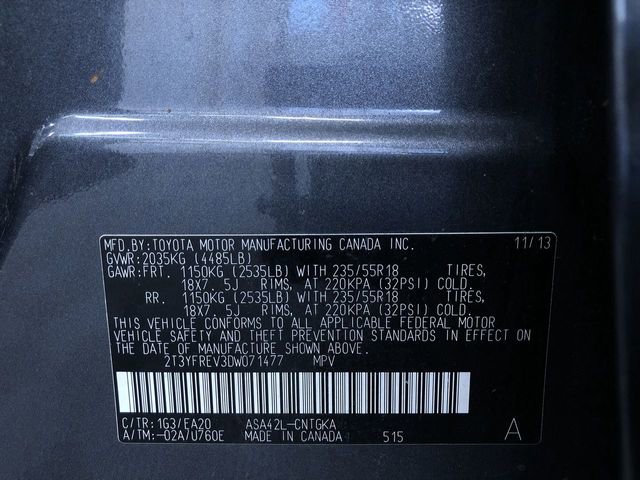 MFD.BY:TOYOTA MOTOR MANUFACTURING CANADA INC. 11/13
GVWR:2035KG (4485LB)
GAWR:FRT. 1150KG (2535LB) WITH 235/55R18 TIRES,
18X7.5J RIMS, AT 220KPA (32PSI) COLD.
RR. 1150KG (2535LB) WITH 235/55R18 TIRES,
18X7.5J RIMS, AT 220KPA (32PSI) COLD.
THIS VEHICLE CONFORMS TO ALL APPLICABLE FEDERAL MOTOR
VEHICLE SAFETY AND THEFT PREVENTION STANDARDS IN EFFECT ON
THE DATE OF MANUFACTURE SHOWN ABOVE.
2T3YFREV3DW071477 MPV
C/TR:1G3/EA20 ASA42L-CNTGKA
A/TM:-02A/U760E MADE IN CANADA 515 A